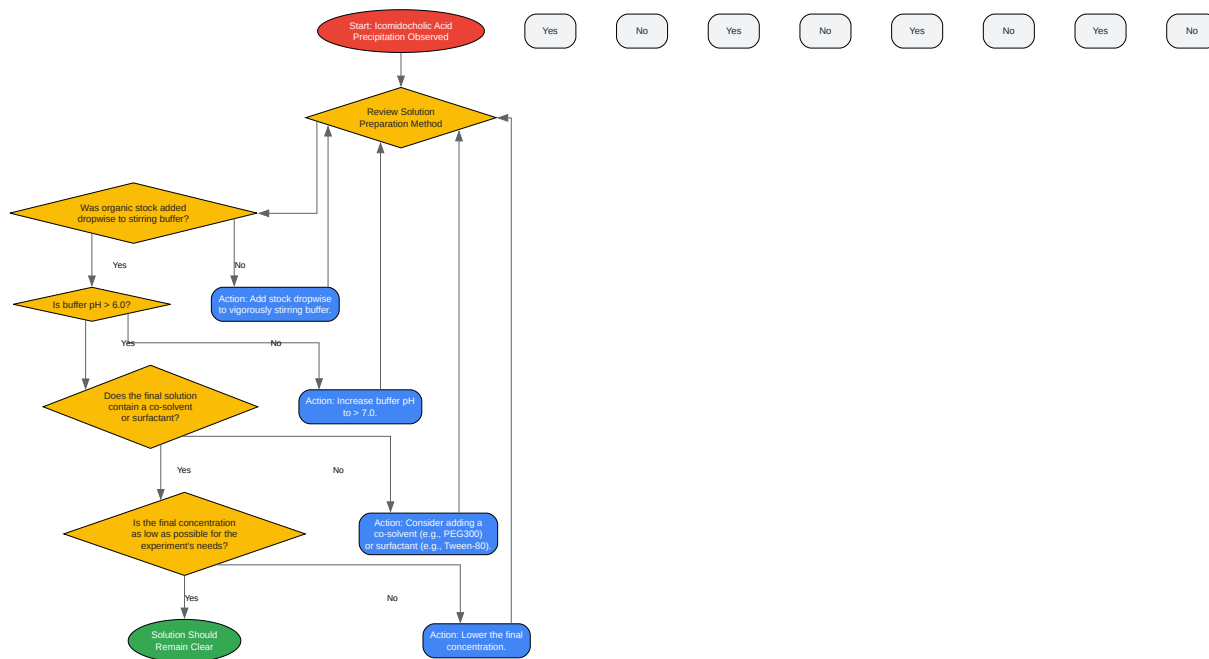 Start: Icomidocholic Acid
Precipitation Observed
Yes
No
Yes
No
Yes
No
Yes
No
Review Solution
Preparation Method
Was organic stock added
dropwise to stirring buffer?
Yes
No
Is buffer pH > 6.0?
Action: Add stock dropwise
to vigorously stirring buffer.
Yes
No
Does the final solution
contain a co-solvent
or surfactant?
Action: Increase buffer pH
to > 7.0.
Yes
No
Is the final concentration
as low as possible for the
experiment's needs?
Action: Consider adding a
co-solvent (e.g., PEG300)
or surfactant (e.g., Tween-80).
Yes
No
Solution Should
Remain Clear
Action: Lower the final
concentration.